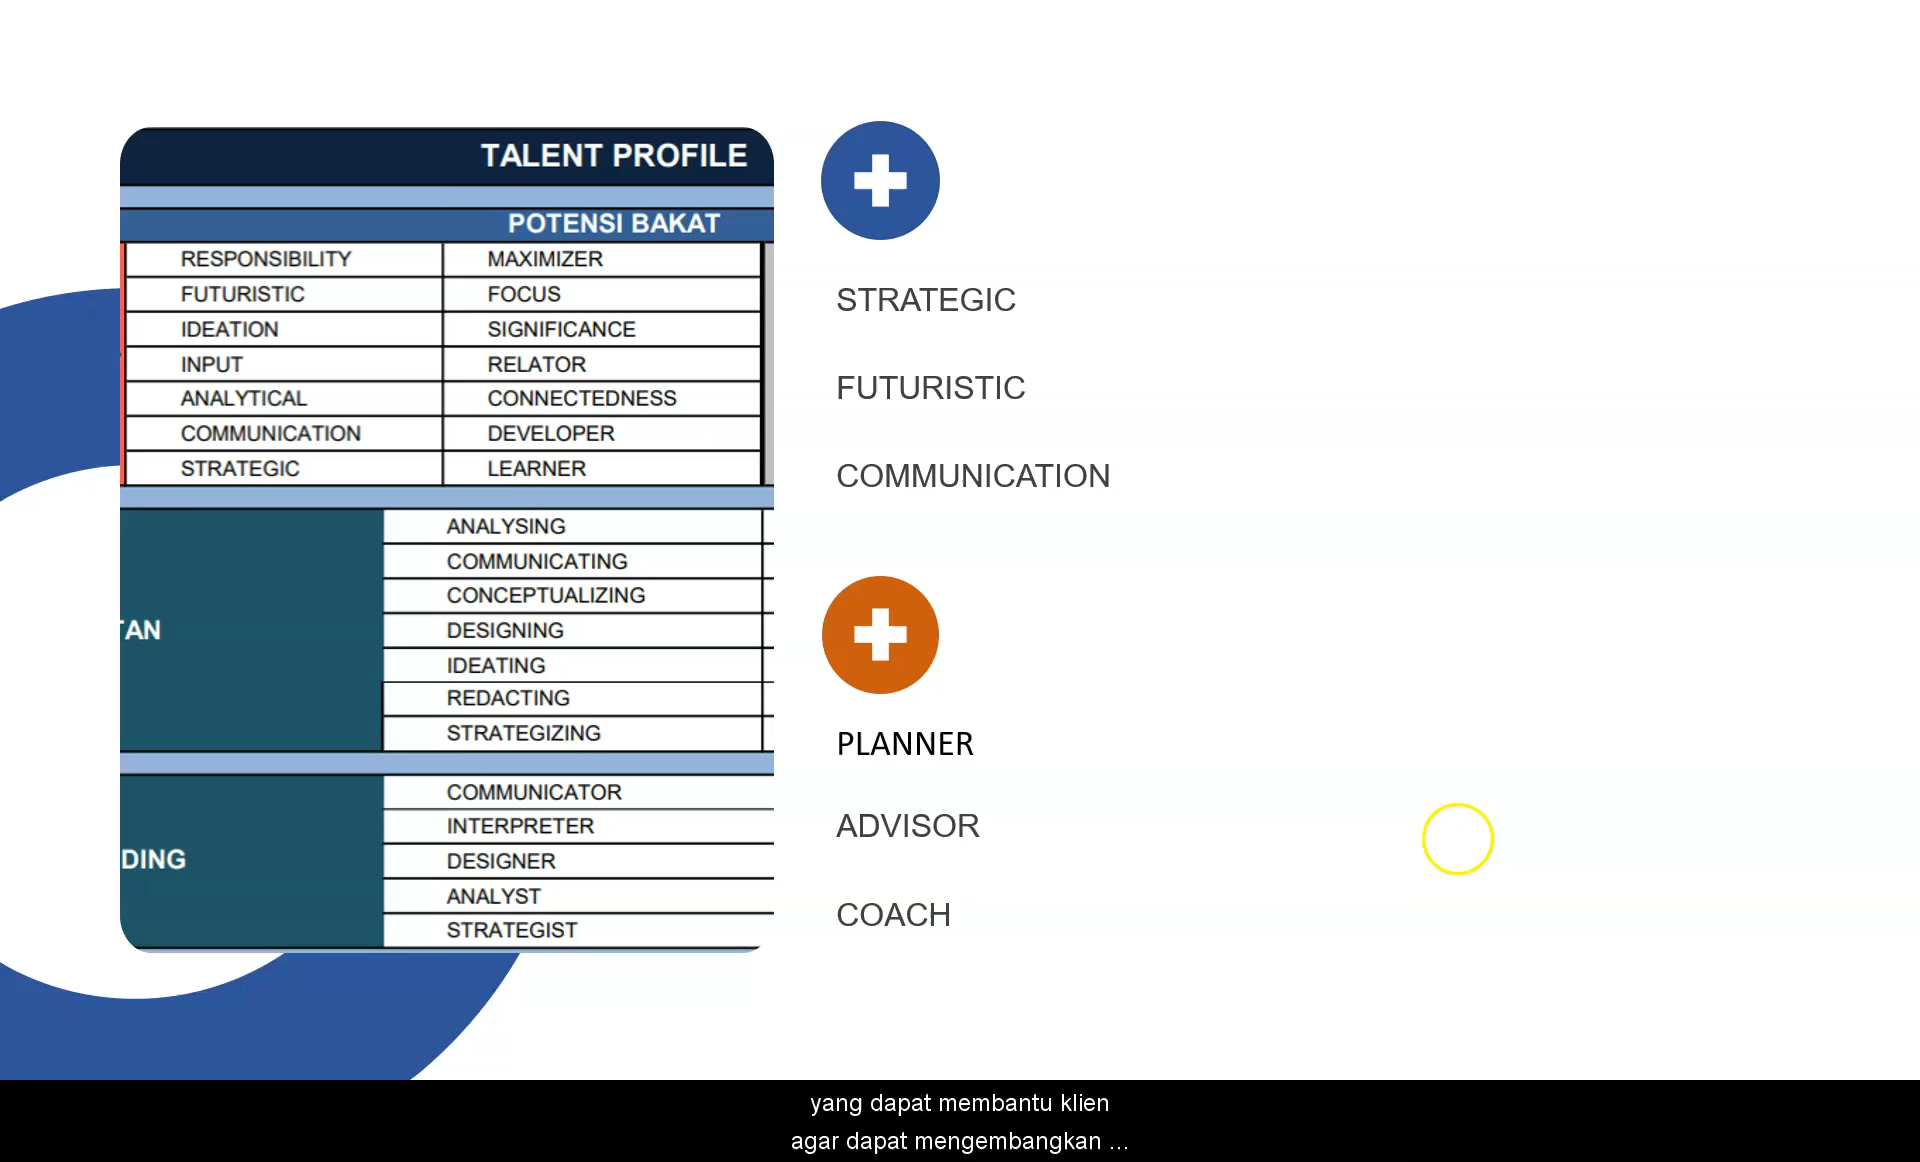 TALENT PROFILE
POTENSI BAKAT
RESPONSIBILITY MAXIMIZER
FUTURISTIC FOCUS
IDEATION SIGNIFICANCE
INPUT RELATOR
ANALYTICAL CONNECTEDNESS
COMMUNICATION DEVELOPER
STRATEGIC LEARNER
TAN
ANALYSING
COMMUNICATING
CONCEPTUALIZING
DESIGNING
IDEATING
REDACTING
STRATEGIZING
DING
COMMUNICATOR
INTERPRETER
DESIGNER
ANALYST
STRATEGIST
STRATEGIC
FUTURISTIC
COMMUNICATION
PLANNER
ADVISOR
COACH
yang dapat membantu klien
agar dapat mengembangkan ...